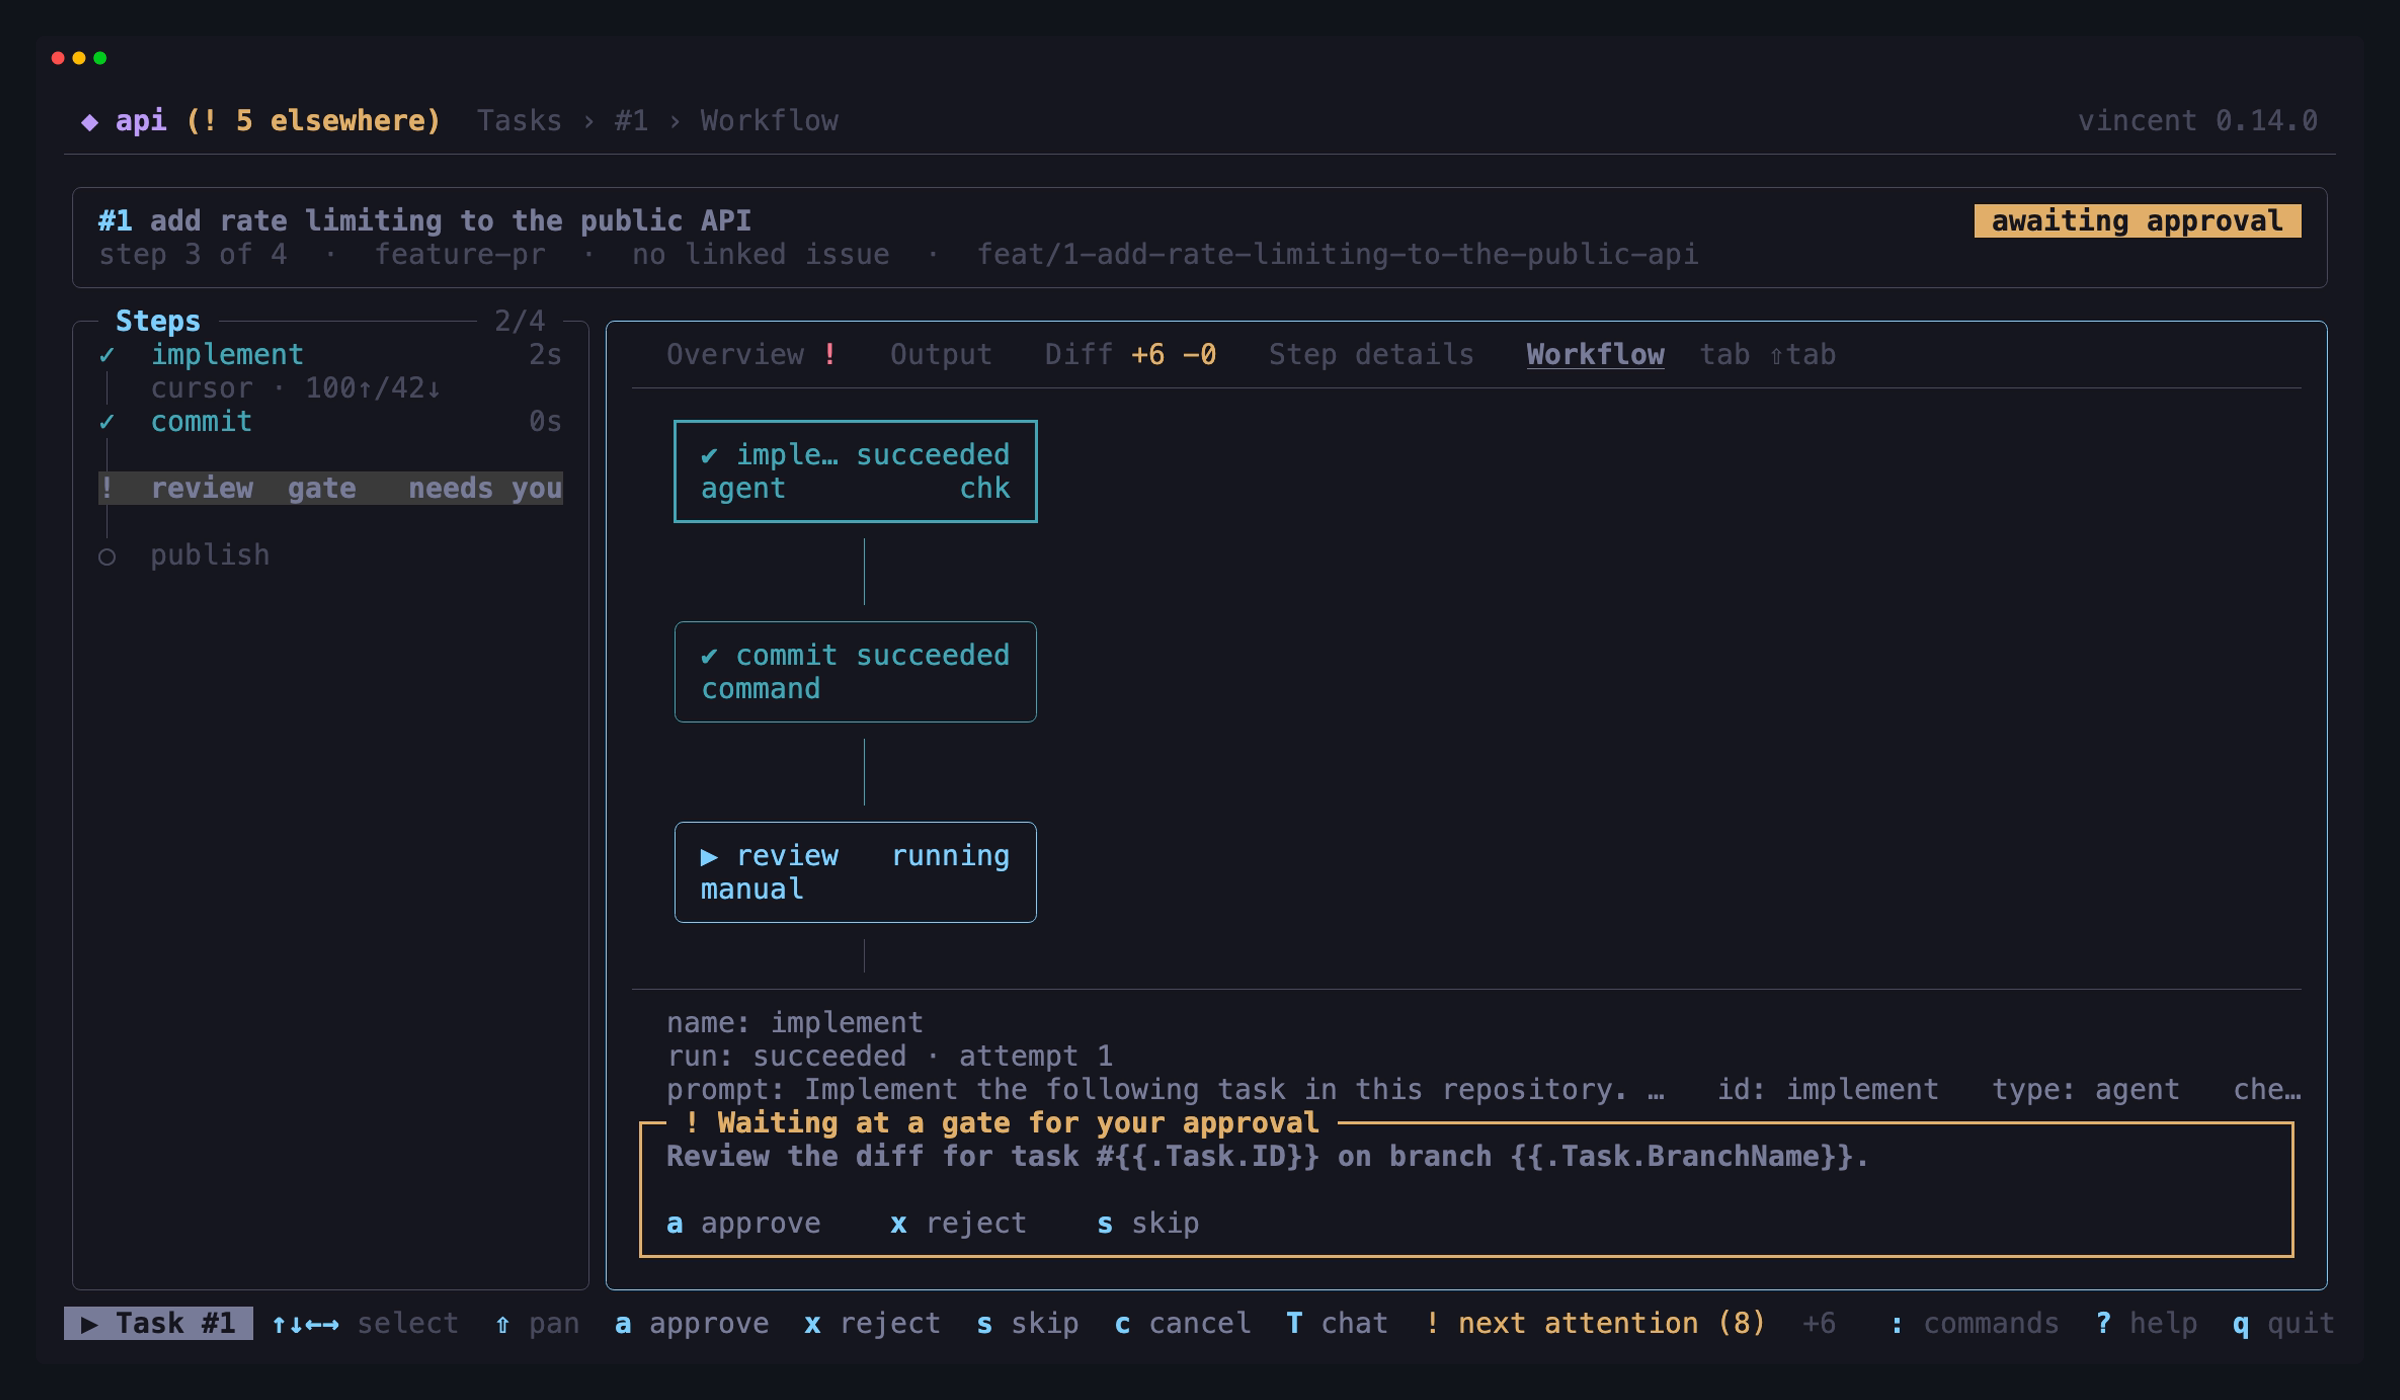 ◆ api (! 5 elsewhere)  Tasks › #1 › Workflow  vincent 0.14.0
#1 add rate limiting to the public API  awaiting approval
step 3 of 4 · feature-pr · no linked issue · feat/1-add-rate-limiting-to-the-public-api
Steps 2/4
✓ implement 2s
cursor · 100↑/42↓
✓ commit 0s
! review gate needs you
○ publish
Overview ! Output Diff +6 -0 Step details Workflow tab ⇧tab
✔ imple… succeeded
agent chk
✔ commit succeeded
command
▶ review running
manual
name: implement
run: succeeded · attempt 1
prompt: Implement the following task in this repository. … id: implement type: agent che…
! Waiting at a gate for your approval
Review the diff for task #{{.Task.ID}} on branch {{.Task.BranchName}}.
a approve x reject s skip
▶ Task #1 ↑↓←→ select ⇧ pan a approve x reject s skip c cancel T chat ! next attention (8) +6 : commands ? help q quit